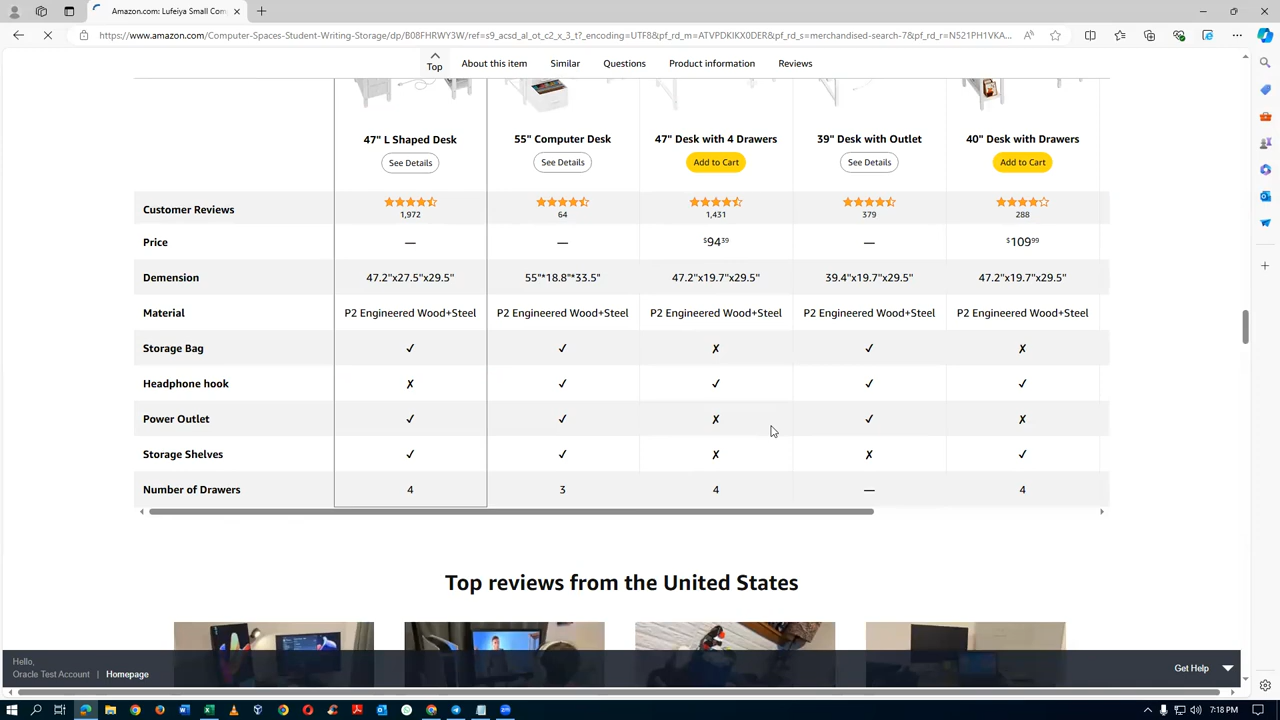 Amazon.com: Lufeiya Small Com
https://www.amazon.com/Computer-Spaces-Student-Writing-Storage/dp/B08FHRWY3W/ref=s9_acsd_al_ot_c2_x_3_t?_encoding=UTF8&pf_rd_m=ATVPDKIKX0DER&pf_rd_s=merchandised-search-7&pf_rd_r=N521PH1VKA...
Top
About this item
Similar
Questions
Product information
Reviews
47" L Shaped Desk 55" Computer Desk 47" Desk with 4 Drawers 39" Desk with Outlet 40" Desk with Drawers
See Details See Details Add to Cart See Details Add to Cart
Customer Reviews 1,972 64 1,431 379 288
Price — — $94.39 — $109.99
Demension 47.2"x27.5"x29.5" 55"*18.8"*33.5" 47.2"x19.7"x29.5" 39.4"x19.7"x29.5" 47.2"x19.7"x29.5"
Material P2 Engineered Wood+Steel P2 Engineered Wood+Steel P2 Engineered Wood+Steel P2 Engineered Wood+Steel P2 Engineered Wood+Steel
Storage Bag ✓ ✓ ✗ ✓ ✗
Headphone hook ✗ ✓ ✓ ✓ ✓
Power Outlet ✓ ✓ ✗ ✓ ✗
Storage Shelves ✓ ✓ ✗ ✗ ✓
Number of Drawers 4 3 4 — 4
Top reviews from the United States
Hello,
Oracle Test Account | Homepage
Get Help
7:18 PM